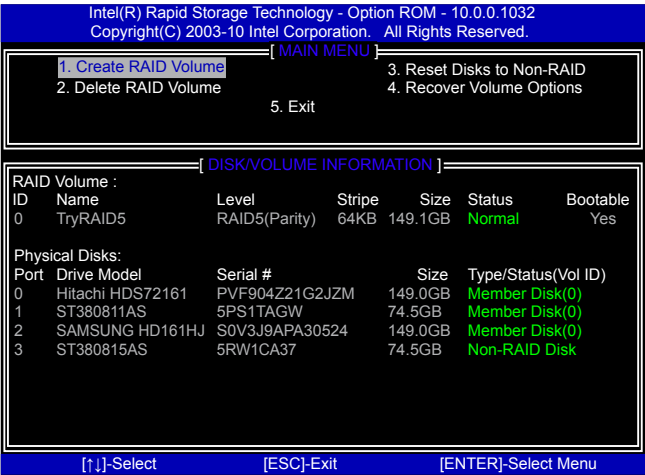 Intel(R) Rapid Storage Technology - Option ROM - 10.0.0.1032
Copyright(C) 2003-10 Intel Corporation. All Rights Reserved.
[ MAIN MENU ]
1. Create RAID Volume 3. Reset Disks to Non-RAID
2. Delete RAID Volume 4. Recover Volume Options
5. Exit
[ DISK/VOLUME INFORMATION ]
RAID Volume :
ID Name Level Stripe Size Status Bootable
0 TryRAID5 RAID5(Parity) 64KB 149.1GB Normal Yes
Physical Disks:
Port Drive Model Serial # Size Type/Status(Vol ID)
0 Hitachi HDS72161 PVF904Z21G2JZM 149.0GB Member Disk(0)
1 ST380811AS 5PS1TAGW 74.5GB Member Disk(0)
2 SAMSUNG HD161HJ S0V3J9APA30524 149.0GB Member Disk(0)
3 ST380815AS 5RW1CA37 74.5GB Non-RAID Disk
[↑↓]-Select [ESC]-Exit [ENTER]-Select Menu